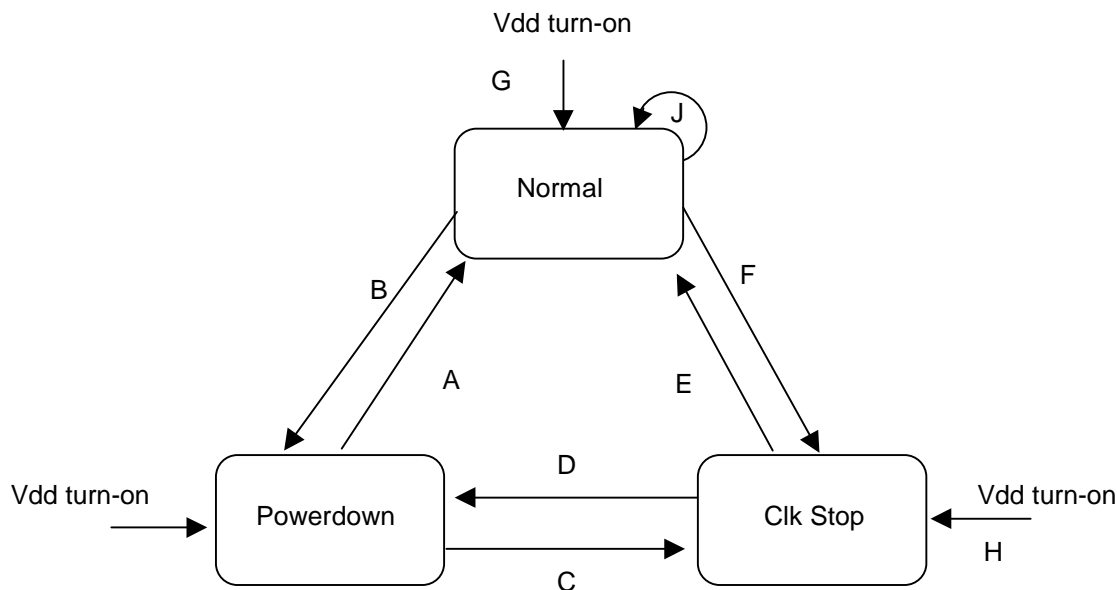 Vdd turn-on
G
J
Normal
F
B
A
E
D
Vdd turn-on
Vdd turn-on
Powerdown
Clk Stop
H
C